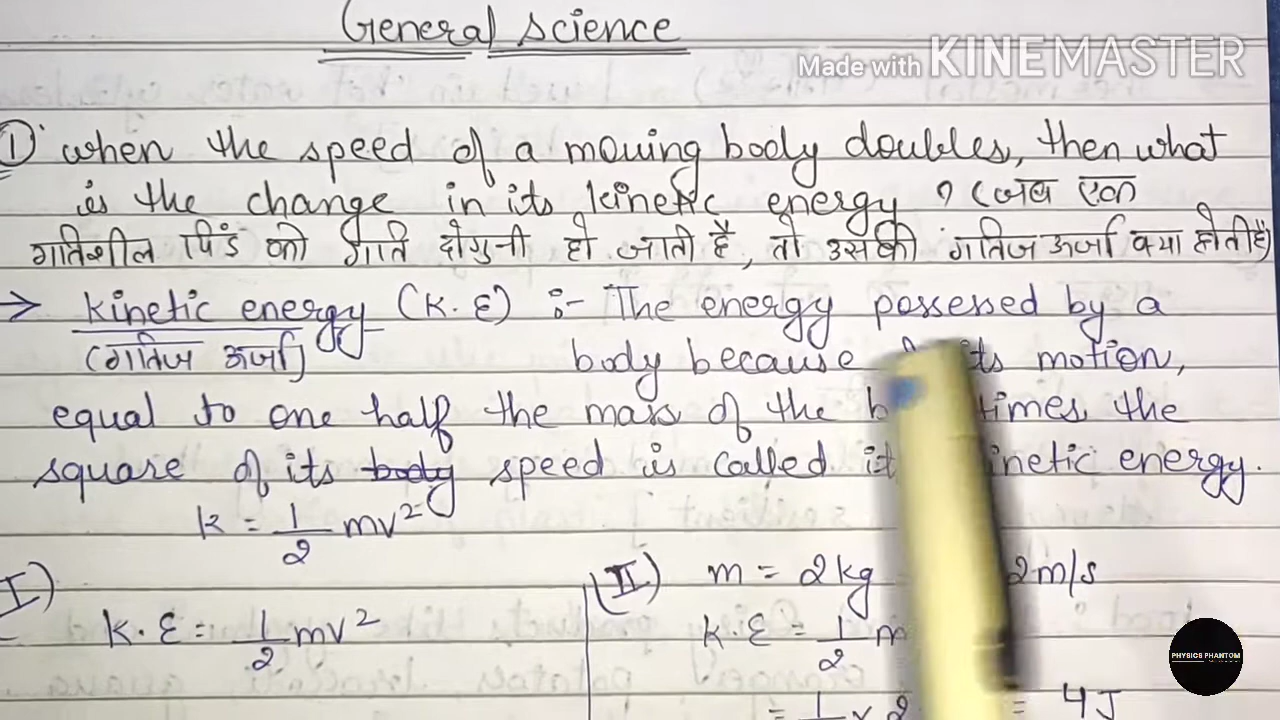 General science
Made with KINEMASTER
① when the speed of a moving body doubles, then what
is the change in its kinetic energy ? (जब एक
गतिशील पिंड की गति दोगुनी हो जाती है, तो उसकी गतिज ऊर्जा क्या होती है)
→ kinetic energy (K.E) :- The energy possessed by a
(गतिज ऊर्जा) body because its motion,
equal to one half the mass of the times the
square of its body speed is called energy.
k = 1/2 mv²
I) (II) m = 2kg 2m/s
K.E = 1/2 mv² K.E = 1/2 m
PHYSICS PHANTOM
= 1/2 x 2 = 4J